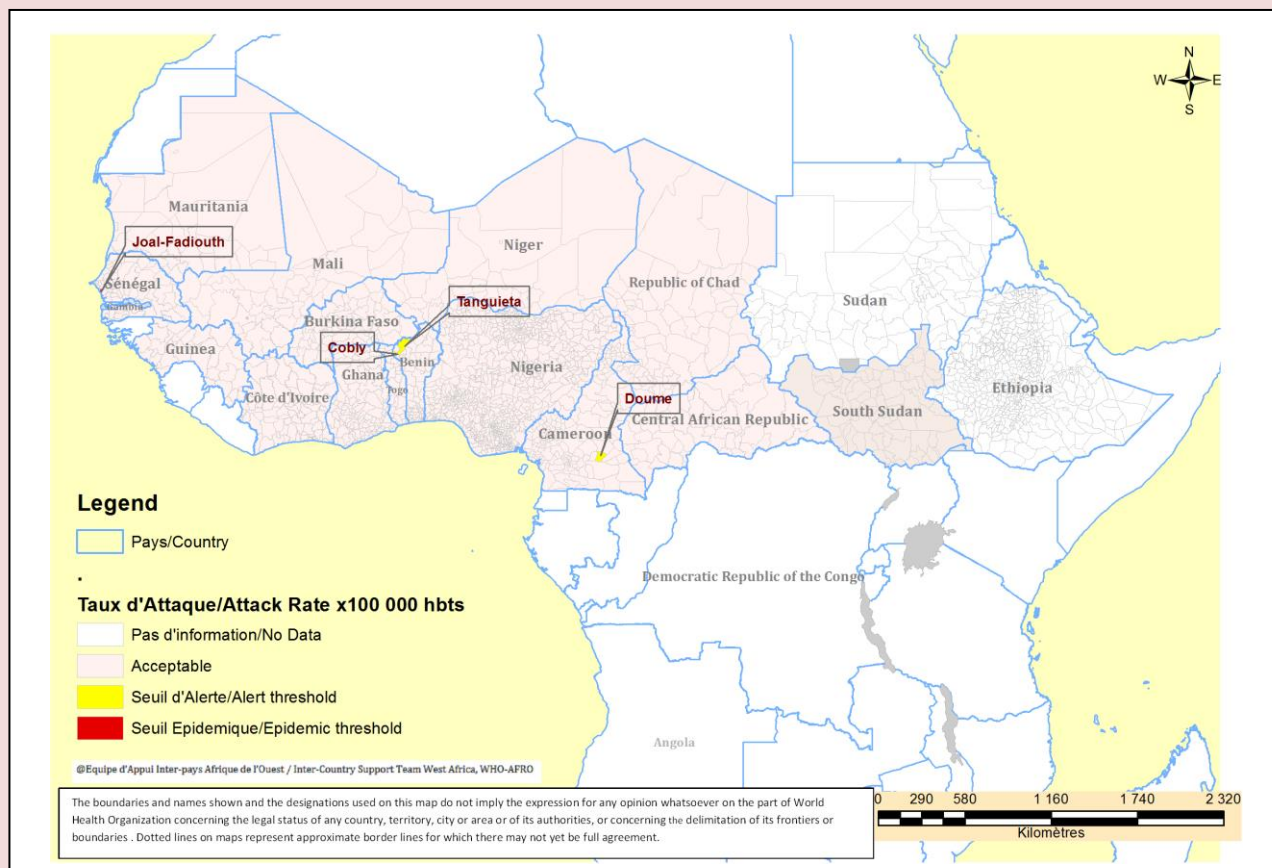 N
W E
S
Mauritania
Joal-Fadiouth
Niger
Mali
Sénégal
Republic of Chad
Tanguieta
Sudan
Gambia
Burkina Faso
Cobly
Guinea
Benin
Ghana
Nigeria
Togo
Ethiopia
Doume
Côte d'Ivoire
South Sudan
Central African Republic
Cameroon
Legend
Pays/Country
.
Democratic Republic of the Congo
Taux d'Attaque/Attack Rate x100 000 hbts
Pas d'information/No Data
Acceptable
Seuil d'Alerte/Alert threshold
Seuil Epidemique/Epidemic threshold
Angola
@Equipe d'Appui Inter-pays Afrique de l'Ouest / Inter-Country Support Team West Africa, WHO-AFRO
The boundaries and names shown and the designations used on this map do not imply the expression for any opinion whatsoever on the part of World
Health Organization concerning the legal status of any country, territory, city or area or of its authorities, or concerning the delimitation of its frontiers or
boundaries . Dotted lines on maps represent approximate border lines for which there may not yet be full agreement.
0 290 580 1 160 1 740 2 320
Kilomètres